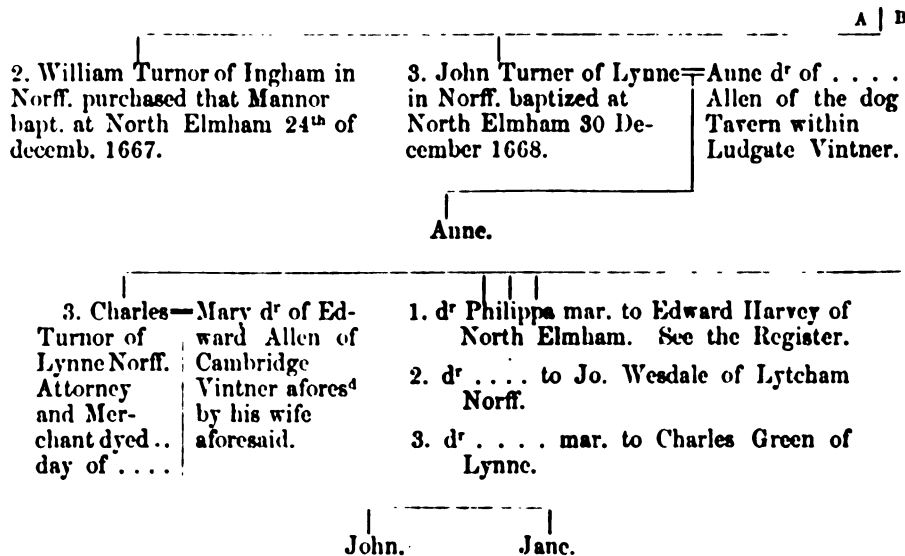 A | B
2. William Turnor of Ingham in
Norff. purchased that Mannor
bapt. at North Elmham 24th of
decemb. 1667.
3. John Turner of Lynne=Anne dr of . . . .
in Norff. baptized at
North Elmham 30 De-
cember 1668.
Allen of the dog
Tavern within
Ludgate Vintner.
Anne.
3. Charles=Mary dr of Ed-
Turnor of
Lynne Norff.
Attorney
and Mer-
chant dyed . .
day of . . . .
ward Allen of
Cambridge
Vintner aforesd
by his wife
aforesaid.
1. dr Philippa mar. to Edward Harvey of
North Elmham. See the Register.
2. dr . . . . to Jo. Wesdale of Lytcham
Norff.
3. dr . . . . mar. to Charles Green of
Lynne.
John. Jane.